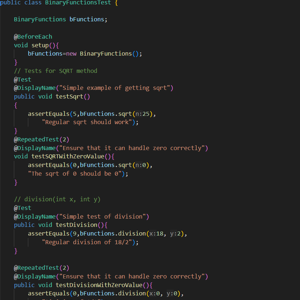 public class BinaryFunctionsTest {
BinaryFunctions bFunctions;
@BeforeEach
void setup(){
bFunctions=new BinaryFunctions();
}
// Tests for SQRT method
@Test
@DisplayName("Simple example of getting sqrt")
public void testSqrt()
{
assertEquals(5,bFunctions.sqrt(n:25),
"Regular sqrt should work");
}
@RepeatedTest(2)
@DisplayName("Ensure that it can handle zero correctly")
void testSQRTWithZeroValue(){
assertEquals(0,bFunctions.sqrt(n:0),
"The sqrt of 0 should be 0");
}
// division(int x, int y)
@Test
@DisplayName("Simple test of division")
public void testDivision(){
assertEquals(9,bFunctions.division(x:18, y:2),
"Regular division of 18/2");
}
@RepeatedTest(2)
@DisplayName("Ensure that it can handle zero correctly")
public void testDivisionWithZeroValue(){
assertEquals(0,bFunctions.division(x:0, y:0),